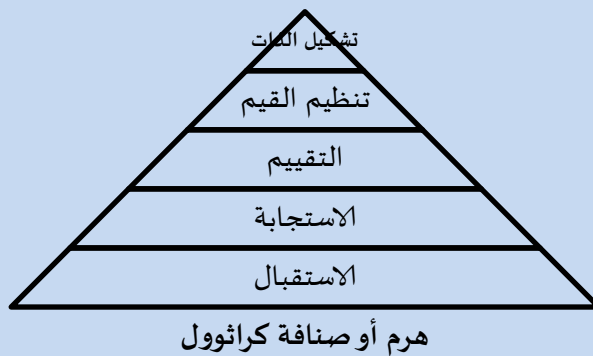 تشكيل الذات
تنظيم القيم
التقييم
الاستجابة
الاستقبال
هرم أو صنافة كراثوول